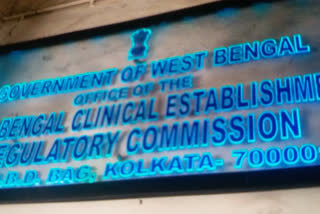 GOVERNMENT OF WEST BENGAL
OFFICE OF THE
BENGAL CLINICAL ESTABLISHME
EGULATORY COMMISSION
B.B.D. BAG, KOLKATA- 70000